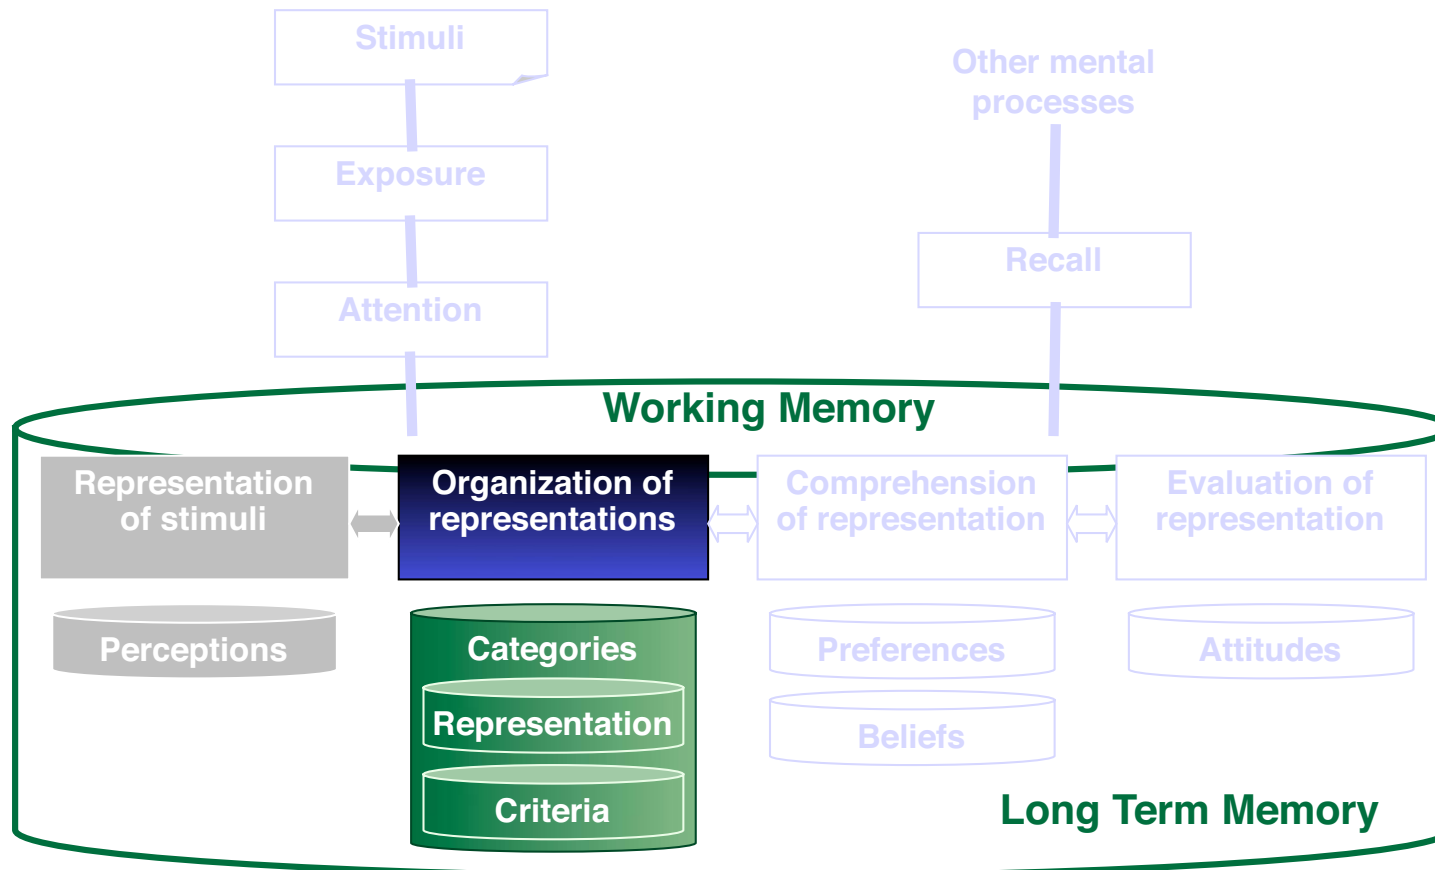 Stimuli
Other mental
processes
Exposure
Recall
Attention
Working Memory
Representation
of stimuli
Organization of
representations
Comprehension
of representation
Evaluation of
representation
Perceptions
Categories
Representation
Criteria
Preferences
Beliefs
Attitudes
Long Term Memory